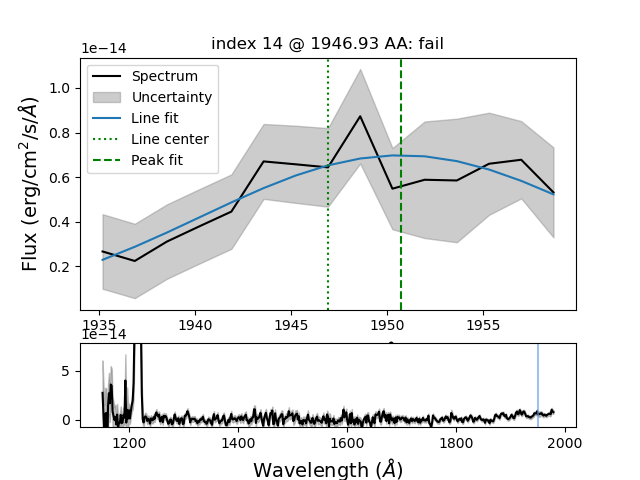 index 14 @ 1946.93 AA: fail
1e−14
Spectrum
Uncertainty
Line fit
Line center
Peak fit
Flux (erg/cm²/s/Å)
1.0
0.8
0.6
0.4
0.2
1935 1940 1945 1950 1955
1e−14
5
0
1200 1400 1600 1800 2000
Wavelength (Å)